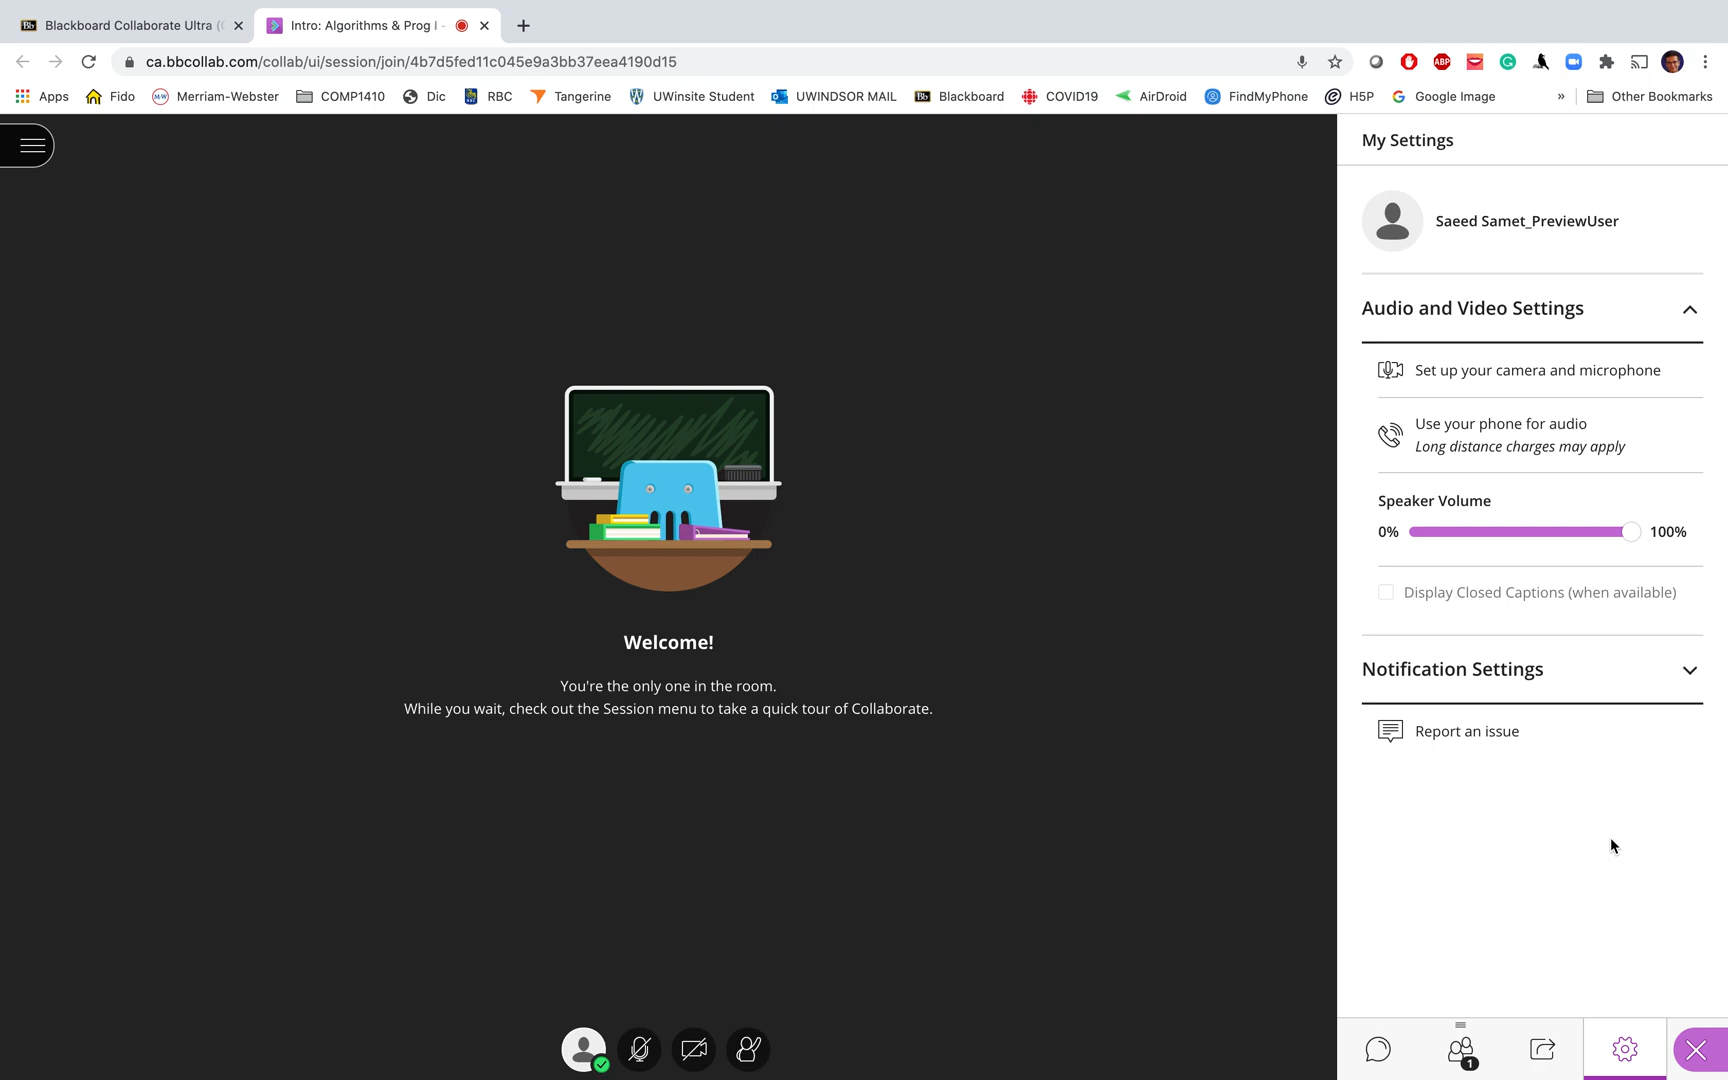 Bb Blackboard Collaborate Ultra (
Intro: Algorithms & Prog I -
ca.bbcollab.com/collab/ui/session/join/4b7d5fed11c045e9a3bb37eea4190d15
ABP
Apps Fido M-W Merriam-Webster COMP1410 Dic RBC Tangerine UWinsite Student UWINDSOR MAIL Bb Blackboard COVID19 AirDroid FindMyPhone H5P Google Image » Other Bookmarks
My Settings
Saeed Samet_PreviewUser
Audio and Video Settings
Set up your camera and microphone
Use your phone for audio
Long distance charges may apply
Speaker Volume
0% 100%
Display Closed Captions (when available)
Notification Settings
Report an issue
Welcome!
You're the only one in the room.
While you wait, check out the Session menu to take a quick tour of Collaborate.
1